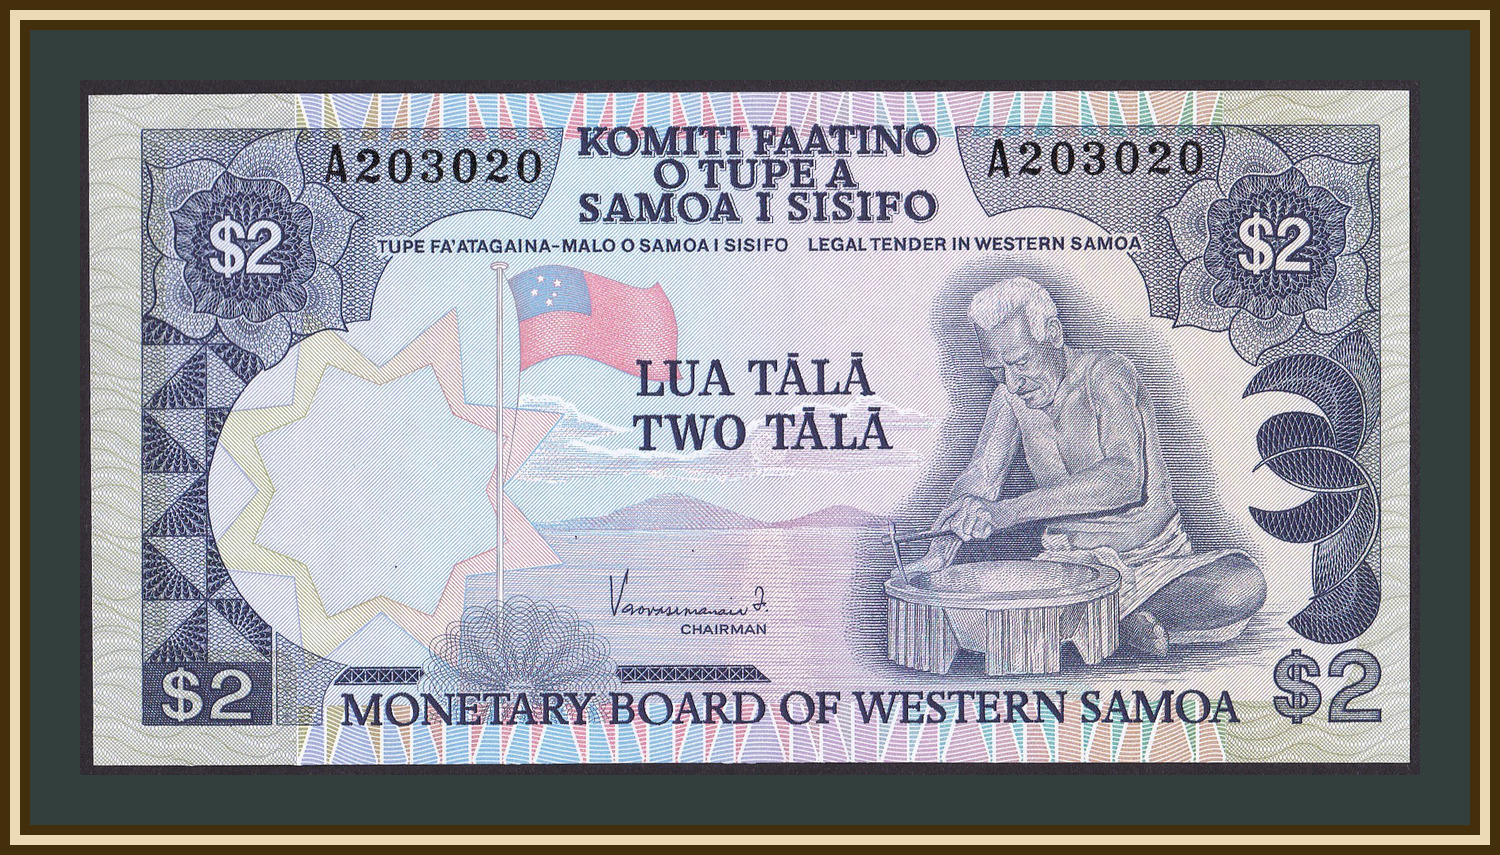 A203020
KOMITI FAATINO
O TUPE A
SAMOA I SISIFO
A203020
$2
$2
TUPE FA'ATAGAINA-MALO O SAMOA I SISIFO LEGAL TENDER IN WESTERN SAMOA
LUA TĀLĀ
TWO TĀLĀ
CHAIRMAN
$2
MONETARY BOARD OF WESTERN SAMOA
$2